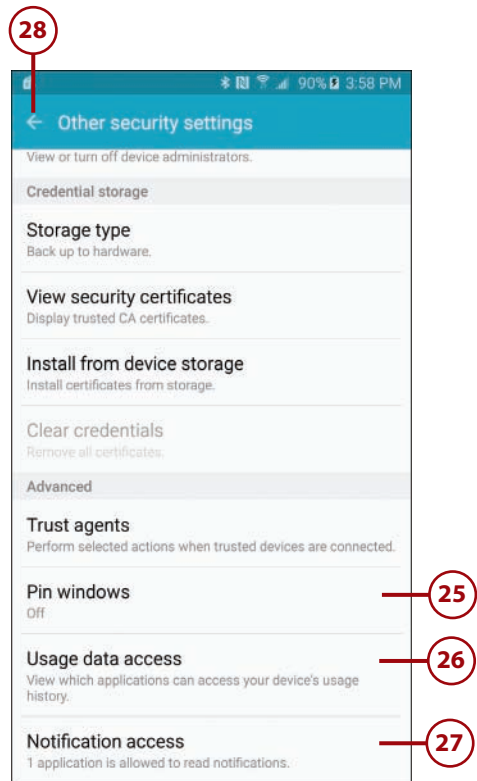 28
90% 3:58 PM
Other security settings
View or turn off device administrators.
Credential storage
Storage type
Back up to hardware.
View security certificates
Display trusted CA certificates.
Install from device storage
Install certificates from storage.
Clear credentials
Remove all certificates.
Advanced
Trust agents
Perform selected actions when trusted devices are connected.
Pin windows
25
Off
Usage data access
26
View which applications can access your device's usage
history.
Notification access
27
1 application is allowed to read notifications.